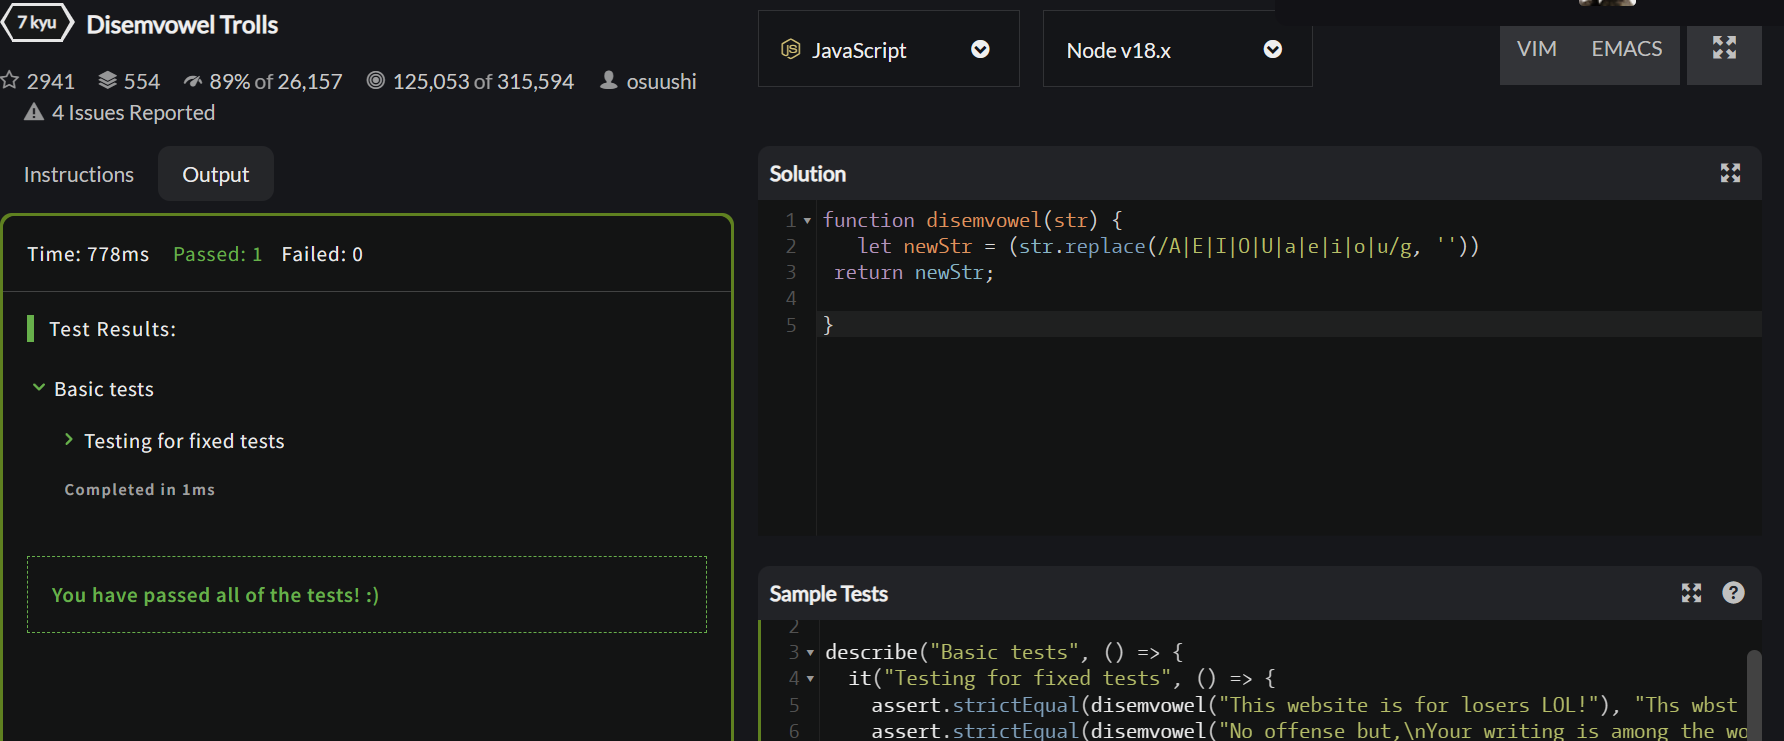 7 kyu Disemvowel Trolls
2941 554 89% of 26,157 125,053 of 315,594 osuushi
4 Issues Reported
Instructions Output
Time: 778ms Passed: 1 Failed: 0
Test Results:
Basic tests
Testing for fixed tests
Completed in 1ms
You have passed all of the tests! :)
JS JavaScript Node v18.x VIM EMACS
Solution
1 function disemvowel(str) {
2 let newStr = (str.replace(/A|E|I|O|U|a|e|i|o|u/g, ''))
3 return newStr;
4
5 }
Sample Tests ?
2
3 describe("Basic tests", () => {
4 it("Testing for fixed tests", () => {
5 assert.strictEqual(disemvowel("This website is for losers LOL!"), "Ths wbst
6 assert.strictEqual(disemvowel("No offense but,\nYour writing is among the wo